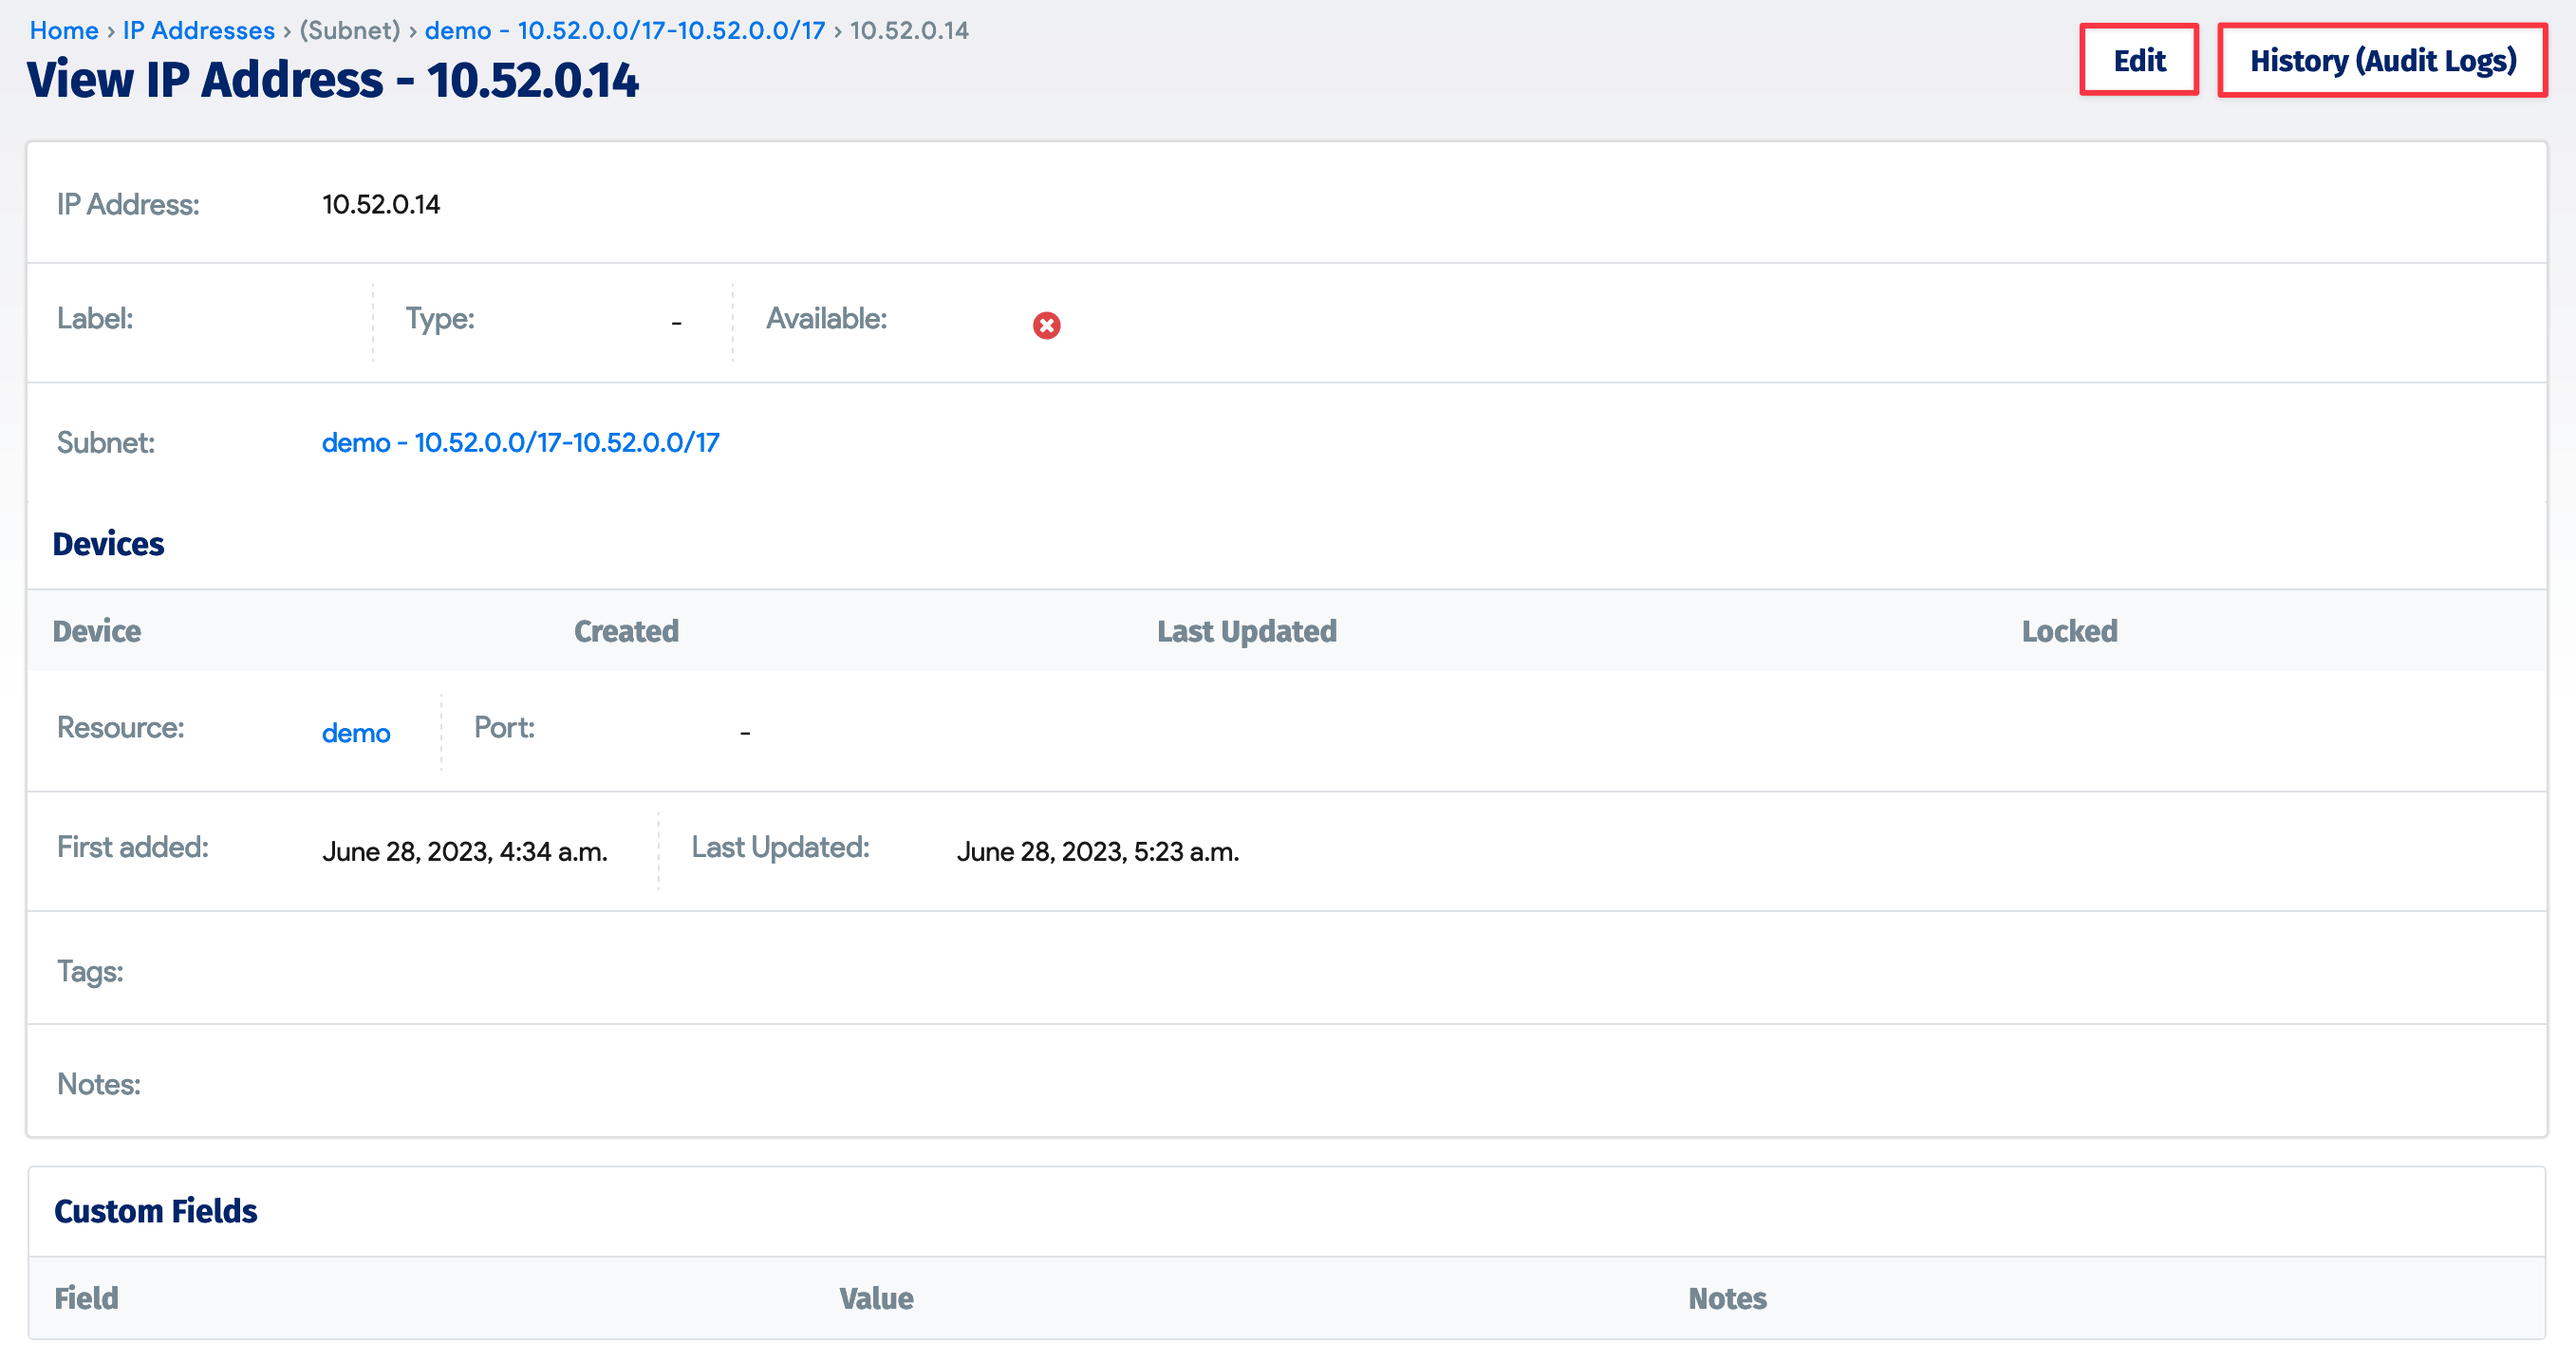 Home › IP Addresses › (Subnet) › demo - 10.52.0.0/17-10.52.0.0/17 › 10.52.0.14
View IP Address - 10.52.0.14
Edit
History (Audit Logs)
IP Address: 10.52.0.14
Label: Type: - Available:
Subnet: demo - 10.52.0.0/17-10.52.0.0/17
Devices
Device Created Last Updated Locked
Resource: demo Port: -
First added: June 28, 2023, 4:34 a.m. Last Updated: June 28, 2023, 5:23 a.m.
Tags:
Notes:
Custom Fields
Field Value Notes